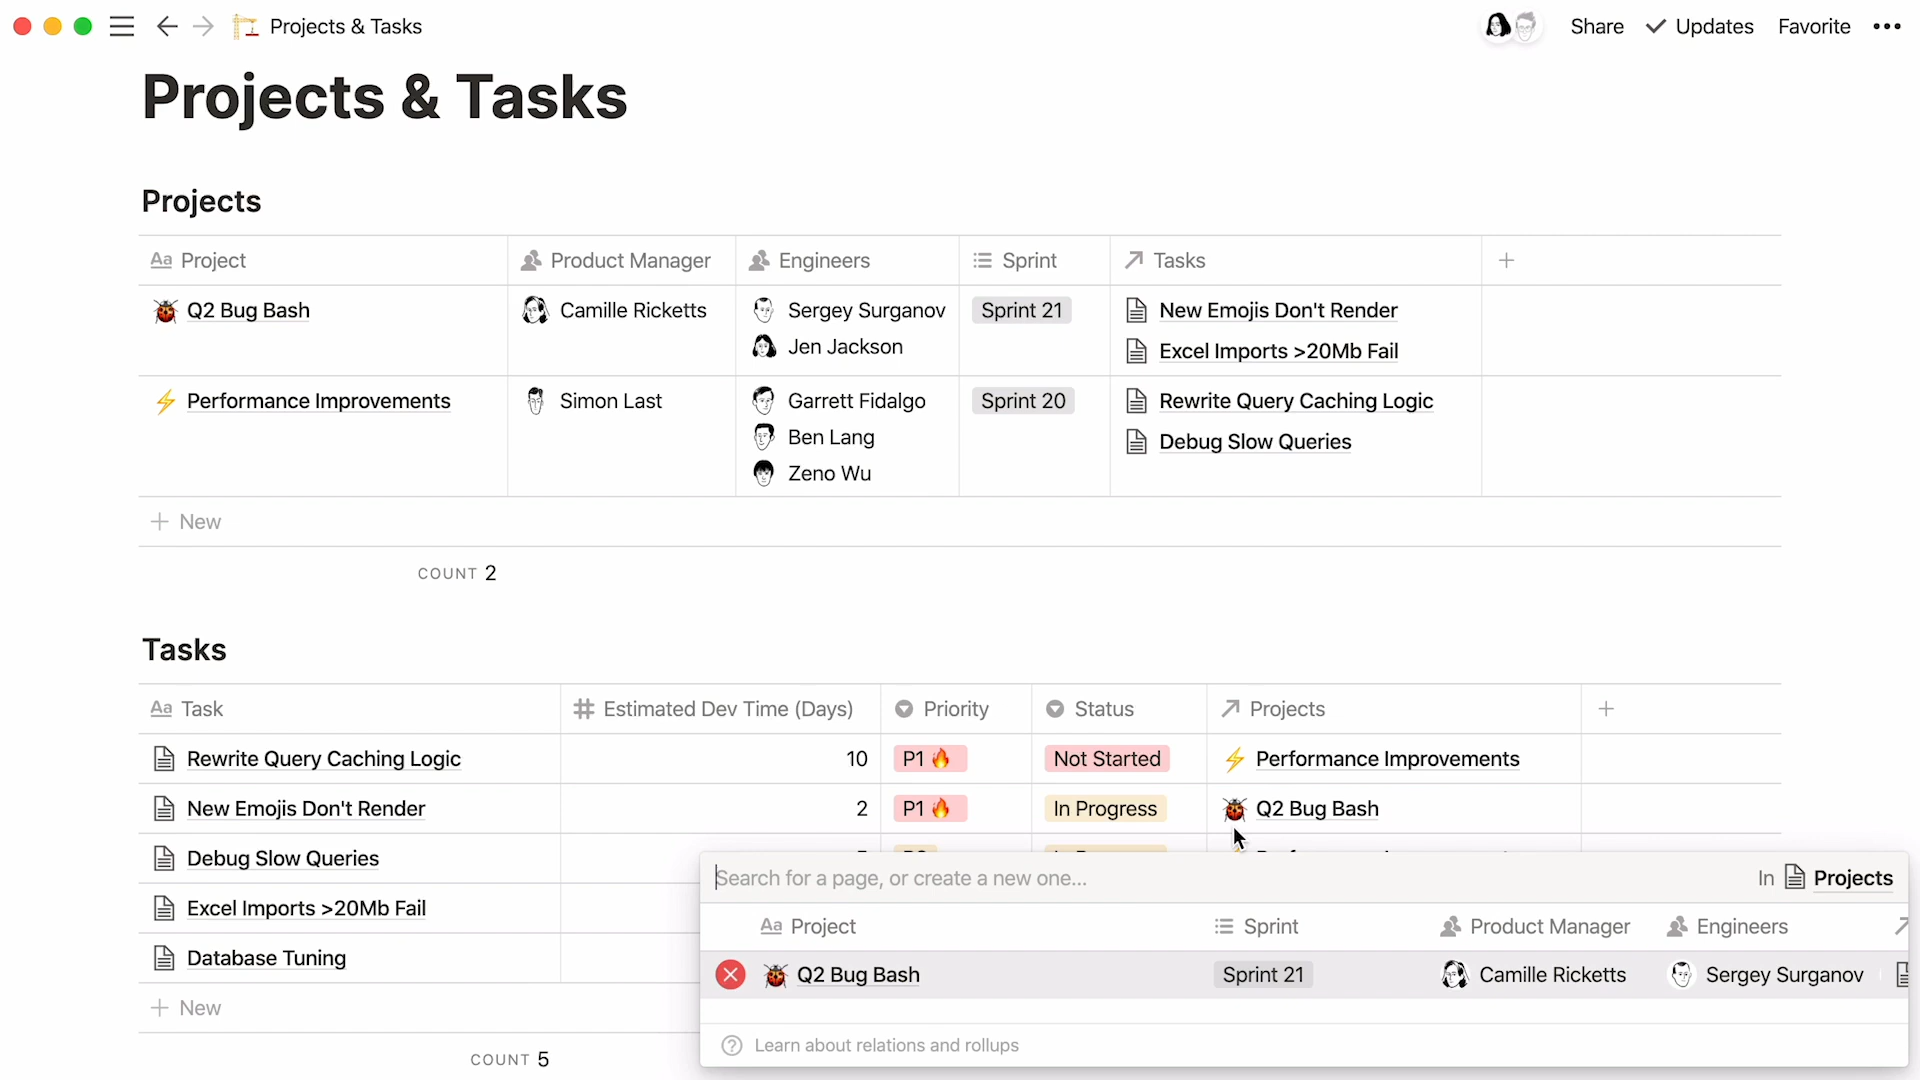 Projects & Tasks
Share Updates Favorite
Projects & Tasks
Projects
Aa Project Product Manager Engineers Sprint Tasks
Q2 Bug Bash Camille Ricketts Sergey Surganov Sprint 21 New Emojis Don't Render
Jen Jackson Excel Imports >20Mb Fail
Performance Improvements Simon Last Garrett Fidalgo Sprint 20 Rewrite Query Caching Logic
Ben Lang Debug Slow Queries
Zeno Wu
+ New
COUNT 2
Tasks
Aa Task # Estimated Dev Time (Days) Priority Status Projects
Rewrite Query Caching Logic 10 P1 🔥 Not Started Performance Improvements
New Emojis Don't Render 2 P1 🔥 In Progress Q2 Bug Bash
Debug Slow Queries
Search for a page, or create a new one... In Projects
Excel Imports >20Mb Fail
Aa Project Sprint Product Manager Engineers
Database Tuning
Q2 Bug Bash Sprint 21 Camille Ricketts Sergey Surganov
+ New
Learn about relations and rollups
COUNT 5